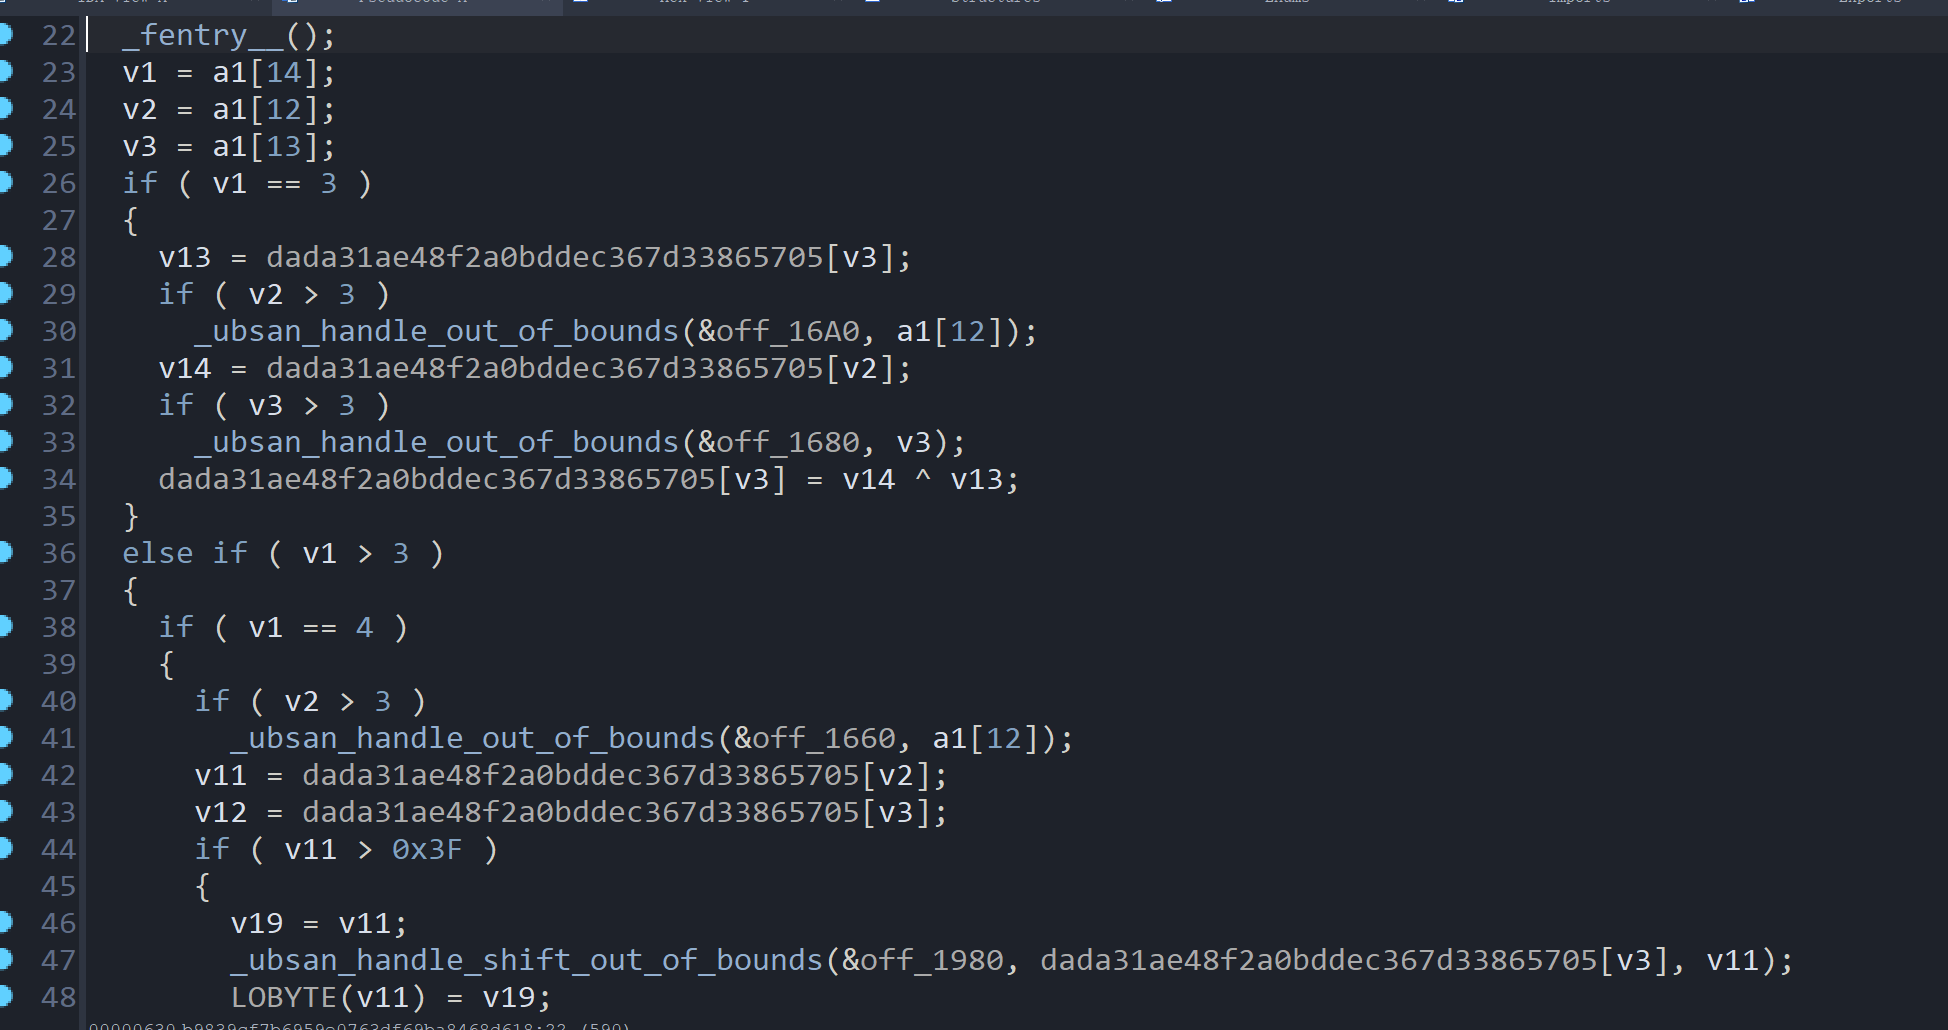 22 _fentry__();
23 v1 = a1[14];
24 v2 = a1[12];
25 v3 = a1[13];
26 if ( v1 == 3 )
27 {
28 v13 = dada31ae48f2a0bddec367d33865705[v3];
29 if ( v2 > 3 )
30 _ubsan_handle_out_of_bounds(&off_16A0, a1[12]);
31 v14 = dada31ae48f2a0bddec367d33865705[v2];
32 if ( v3 > 3 )
33 _ubsan_handle_out_of_bounds(&off_1680, v3);
34 dada31ae48f2a0bddec367d33865705[v3] = v14 ^ v13;
35 }
36 else if ( v1 > 3 )
37 {
38 if ( v1 == 4 )
39 {
40 if ( v2 > 3 )
41 _ubsan_handle_out_of_bounds(&off_1660, a1[12]);
42 v11 = dada31ae48f2a0bddec367d33865705[v2];
43 v12 = dada31ae48f2a0bddec367d33865705[v3];
44 if ( v11 > 0x3F )
45 {
46 v19 = v11;
47 _ubsan_handle_shift_out_of_bounds(&off_1980, dada31ae48f2a0bddec367d33865705[v3], v11);
48 LOBYTE(v11) = v19;